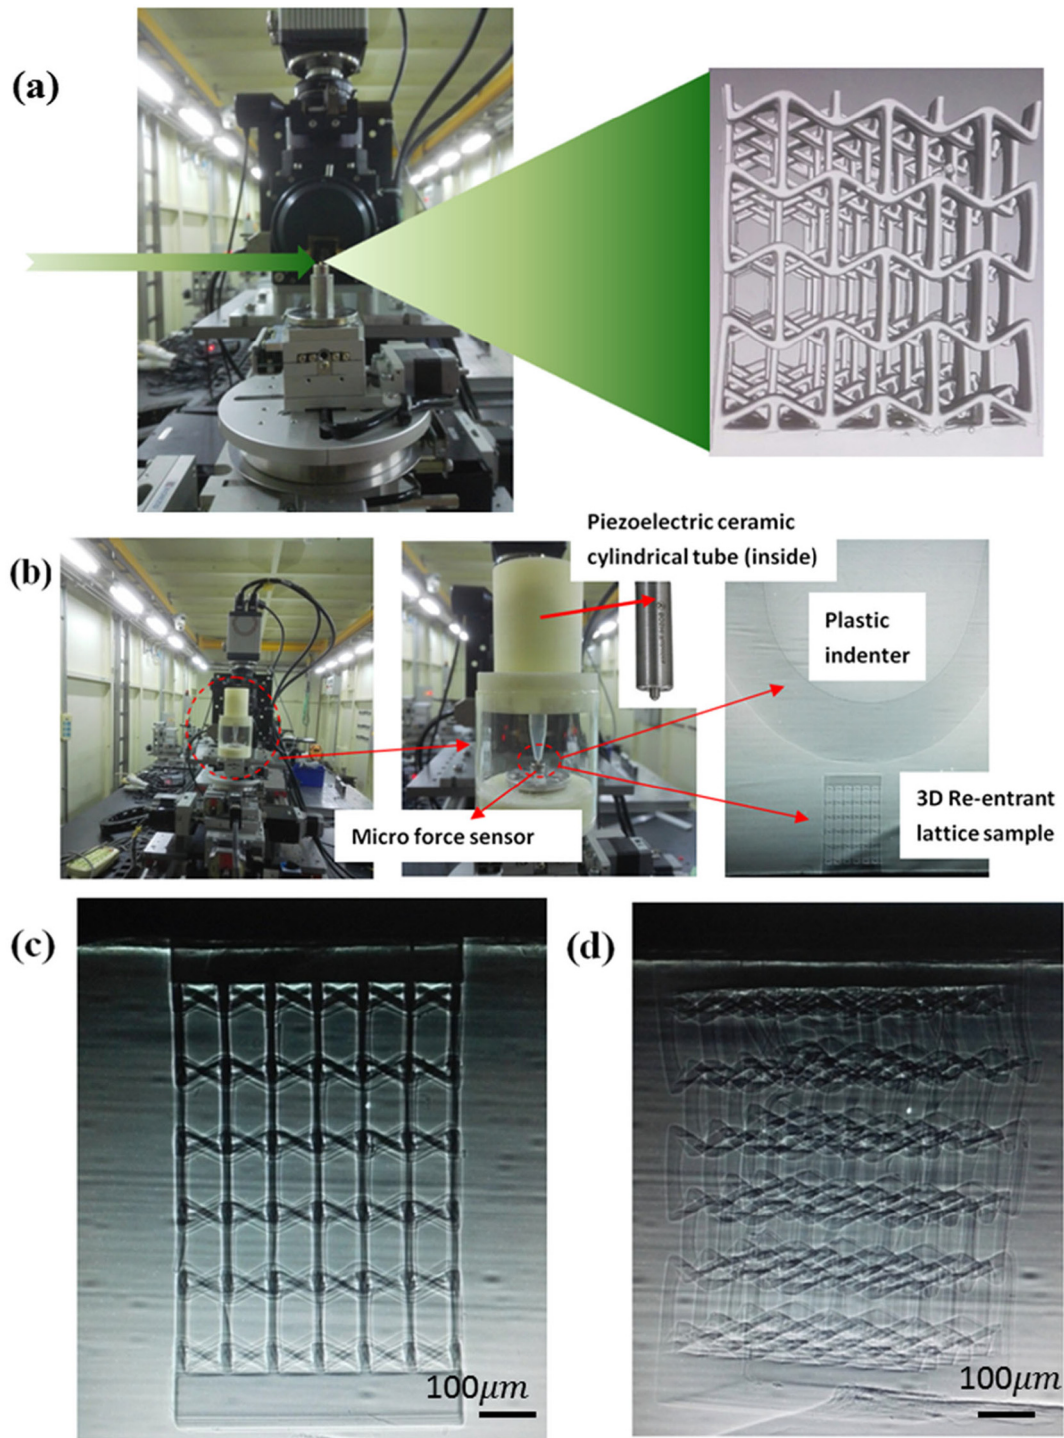 (a)
(b)
Piezoelectric ceramic
cylindrical tube (inside)
Plastic
indenter
Micro force sensor
3D Re-entrant
lattice sample
(c)
(d)
100μm
100μm